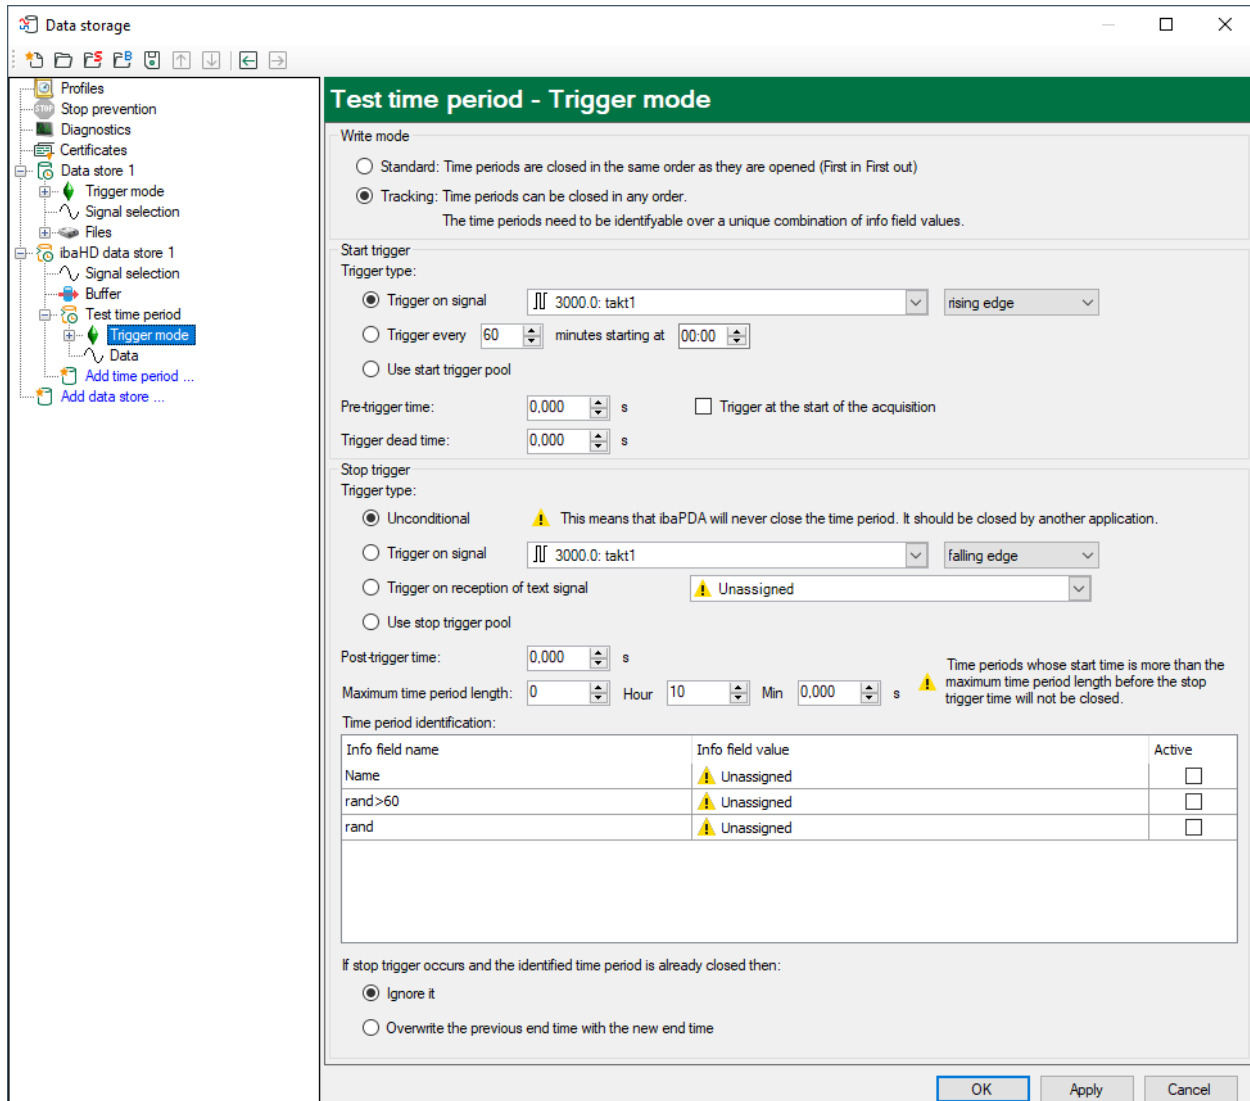 Data storage
Profiles
STOP Stop prevention
Diagnostics
Certificates
Data store 1
Trigger mode
Signal selection
Files
ibaHD data store 1
Signal selection
Buffer
Test time period
Trigger mode
Data
Add time period ...
Add data store ...
Test time period - Trigger mode
Write mode
Standard: Time periods are closed in the same order as they are opened (First in First out)
Tracking: Time periods can be closed in any order.
The time periods need to be identifyable over a unique combination of info field values.
Start trigger
Trigger type:
Trigger on signal 3000.0: takt1 rising edge
Trigger every 60 minutes starting at 00:00
Use start trigger pool
Pre-trigger time: 0,000 s Trigger at the start of the acquisition
Trigger dead time: 0,000 s
Stop trigger
Trigger type:
Unconditional This means that ibaPDA will never close the time period. It should be closed by another application.
Trigger on signal 3000.0: takt1 falling edge
Trigger on reception of text signal Unassigned
Use stop trigger pool
Post-trigger time: 0,000 s
Maximum time period length: 0 Hour 10 Min 0,000 s
Time periods whose start time is more than the
maximum time period length before the stop
trigger time will not be closed.
Time period identification:
Info field name Info field value Active
Name Unassigned
rand>60 Unassigned
rand Unassigned
If stop trigger occurs and the identified time period is already closed then:
Ignore it
Overwrite the previous end time with the new end time
OK Apply Cancel